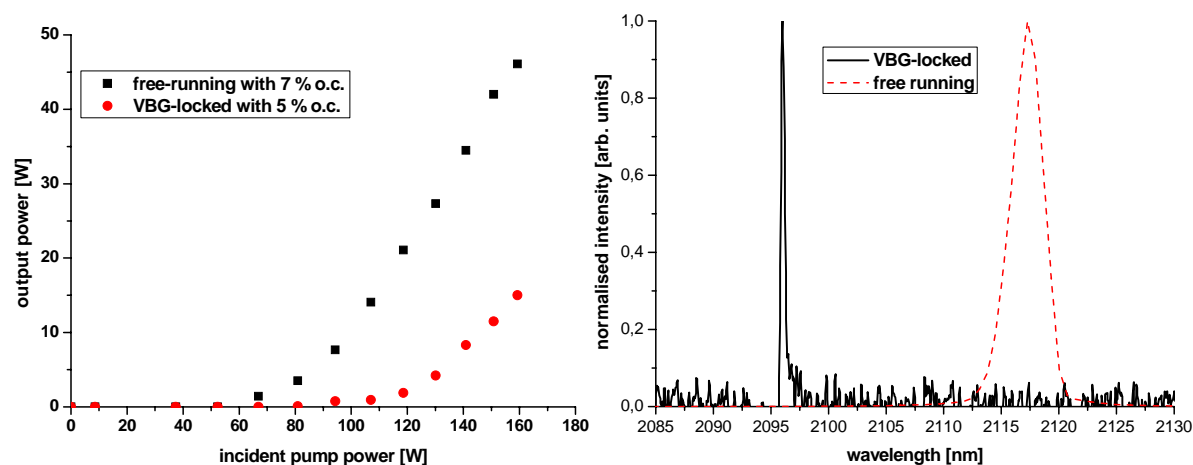 50
40
30
20
10
0
output power [W]
free-running with 7 % o.c.
VBG-locked with 5 % o.c.
0 20 40 60 80 100 120 140 160 180
incident pump power [W]
1,0
0,8
0,6
0,4
0,2
0,0
normalised intensity [arb. units]
VBG-locked
free running
2085 2090 2095 2100 2105 2110 2115 2120 2125 2130
wavelength [nm]